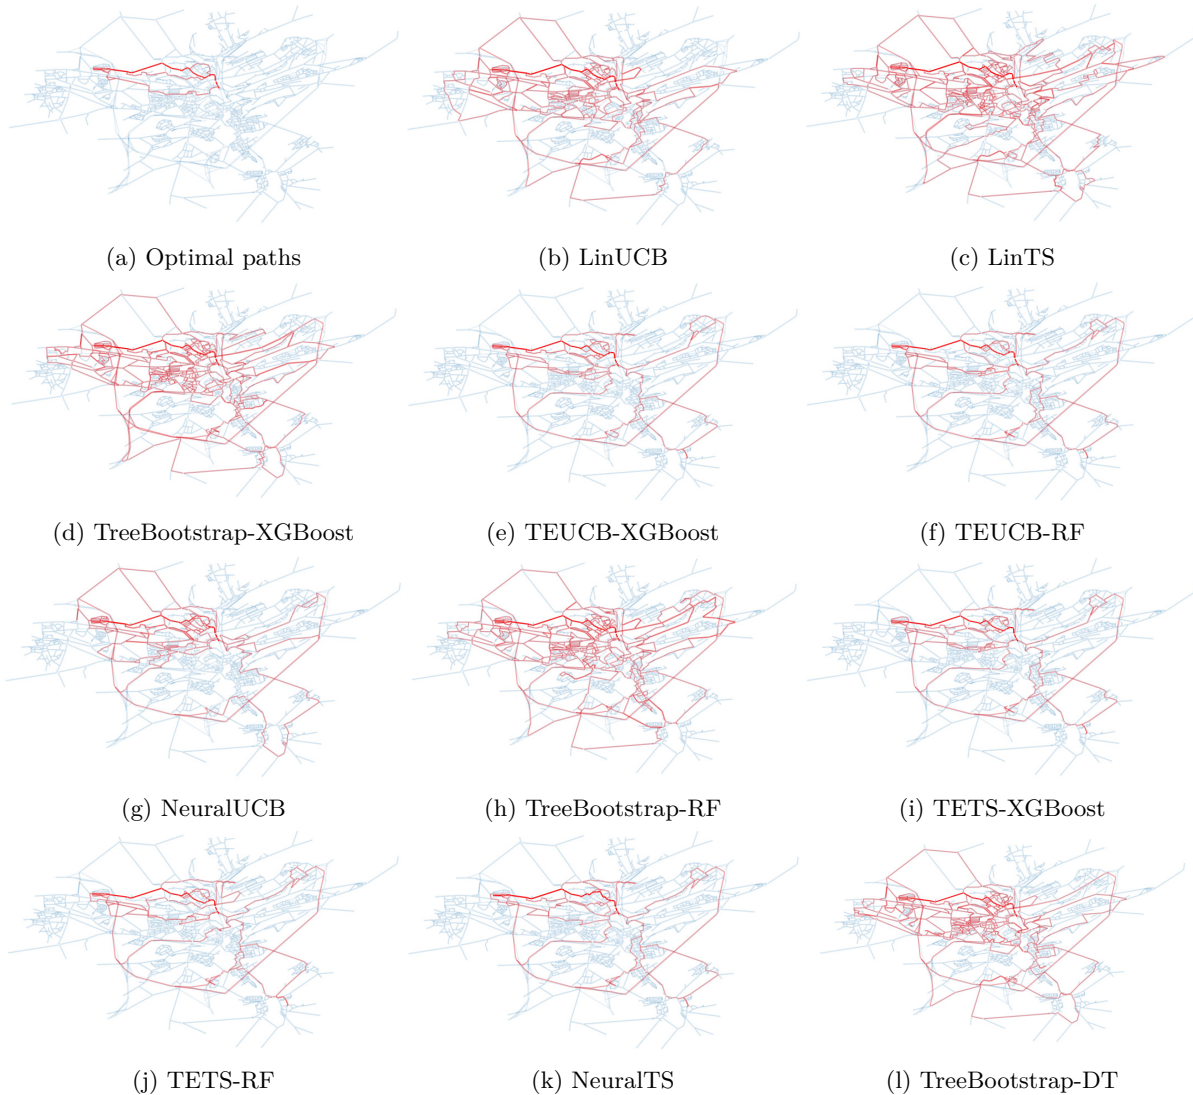 (a) Optimal paths
(b) LinUCB
(c) LinTS
(d) TreeBootstrap-XGBoost
(e) TEUCB-XGBoost
(f) TEUCB-RF
(g) NeuralUCB
(h) TreeBootstrap-RF
(i) TETS-XGBoost
(j) TETS-RF
(k) NeuralTS
(l) TreeBootstrap-DT